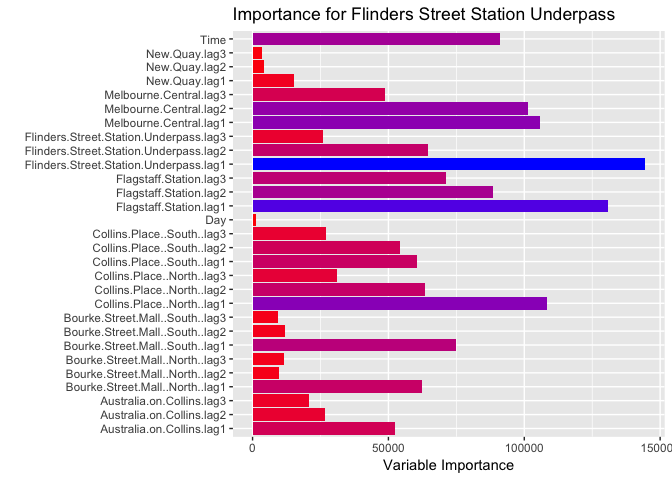 Importance for Flinders Street Station Underpass
Time
New.Quay.lag3
New.Quay.lag2
New.Quay.lag1
Melbourne.Central.lag3
Melbourne.Central.lag2
Melbourne.Central.lag1
Flinders.Street.Station.Underpass.lag3
Flinders.Street.Station.Underpass.lag2
Flinders.Street.Station.Underpass.lag1
Flagstaff.Station.lag3
Flagstaff.Station.lag2
Flagstaff.Station.lag1
Day
Collins.Place..South..lag3
Collins.Place..South..lag2
Collins.Place..South..lag1
Collins.Place..North..lag3
Collins.Place..North..lag2
Collins.Place..North..lag1
Bourke.Street.Mall..South..lag3
Bourke.Street.Mall..South..lag2
Bourke.Street.Mall..South..lag1
Bourke.Street.Mall..North..lag3
Bourke.Street.Mall..North..lag2
Bourke.Street.Mall..North..lag1
Australia.on.Collins.lag3
Australia.on.Collins.lag2
Australia.on.Collins.lag1
0 50000 100000 15000
Variable Importance